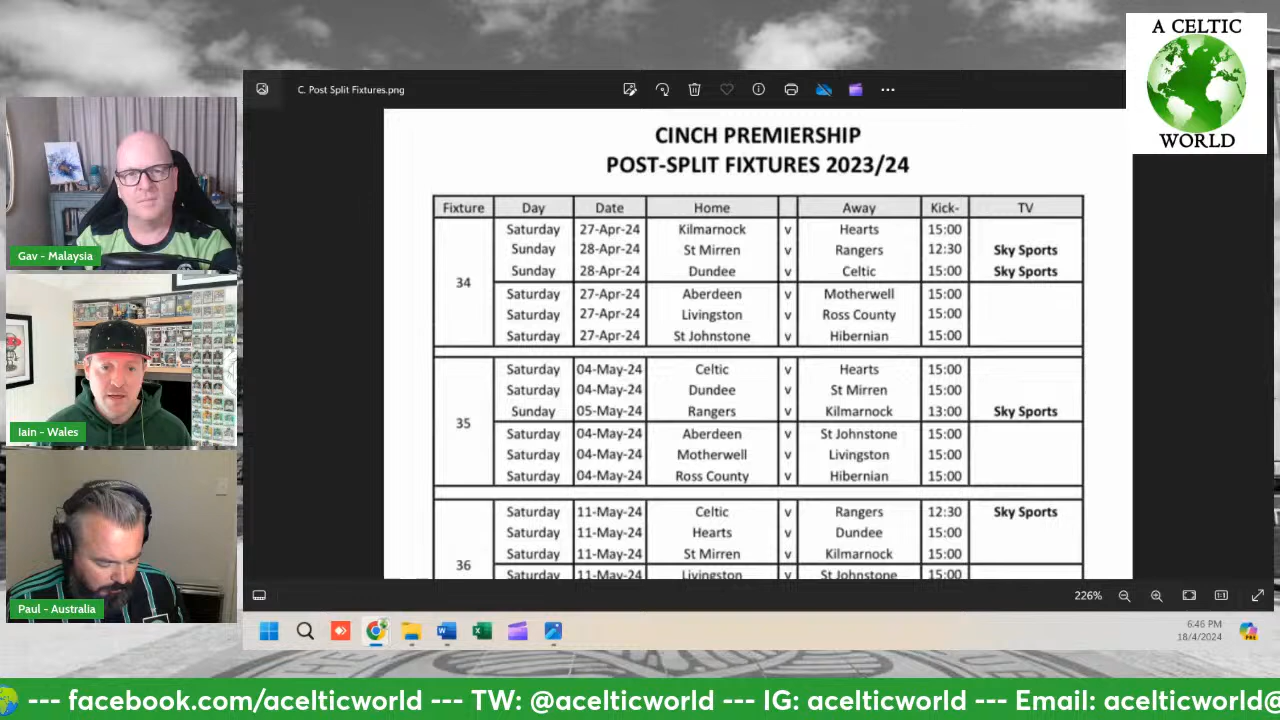 A CELTIC
WORLD
C. Post Split Fixtures.png
Gav - Malaysia
Iain - Wales
Paul - Australia
CINCH PREMIERSHIP
POST-SPLIT FIXTURES 2023/24
Fixture Day Date Home Away Kick- TV
34
Saturday 27-Apr-24 Kilmarnock v Hearts 15:00
Sunday 28-Apr-24 St Mirren v Rangers 12:30 Sky Sports
Sunday 28-Apr-24 Dundee v Celtic 15:00 Sky Sports
Saturday 27-Apr-24 Aberdeen v Motherwell 15:00
Saturday 27-Apr-24 Livingston v Ross County 15:00
Saturday 27-Apr-24 St Johnstone v Hibernian 15:00
35
Saturday 04-May-24 Celtic v Hearts 15:00
Saturday 04-May-24 Dundee v St Mirren 15:00
Sunday 05-May-24 Rangers v Kilmarnock 13:00 Sky Sports
Saturday 04-May-24 Aberdeen v St Johnstone 15:00
Saturday 04-May-24 Motherwell v Livingston 15:00
Saturday 04-May-24 Ross County v Hibernian 15:00
36
Saturday 11-May-24 Celtic v Rangers 12:30 Sky Sports
Saturday 11-May-24 Hearts v Dundee 15:00
Saturday 11-May-24 St Mirren v Kilmarnock 15:00
Saturday 11-May-24 Livingston v St Johnstone 15:00
226%
6:46 PM
18/4/2024
--- facebook.com/acelticworld --- TW: @acelticworld --- IG: acelticworld --- Email: acelticworld@